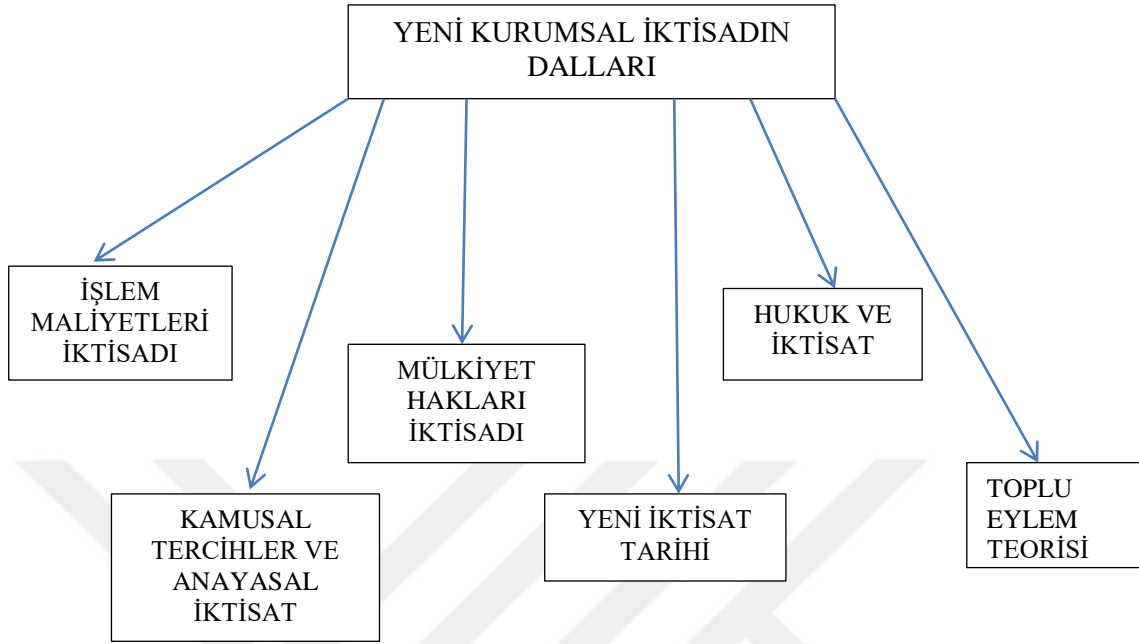 YENİ KURUMSAL İKTİSADIN
DALLARI
İŞLEM
MALİYETLERİ
İKTİSADI
KAMUSAL
TERCİHLER VE
ANAYASAL
İKTİSAT
MÜLKİYET
HAKLARI
İKTİSADI
YENİ İKTİSAT
TARİHİ
HUKUK VE
İKTİSAT
TOPLU
EYLEM
TEORİSİ